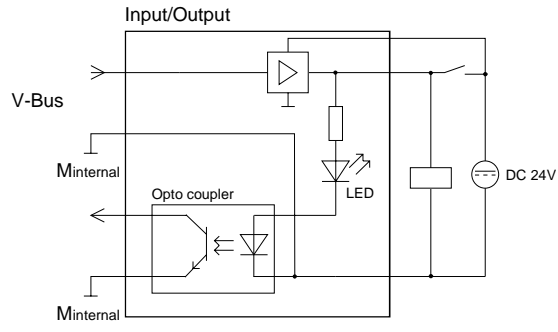 Input/Output
V-Bus
Minternal
DC 24V
LED
Opto coupler
Minternal